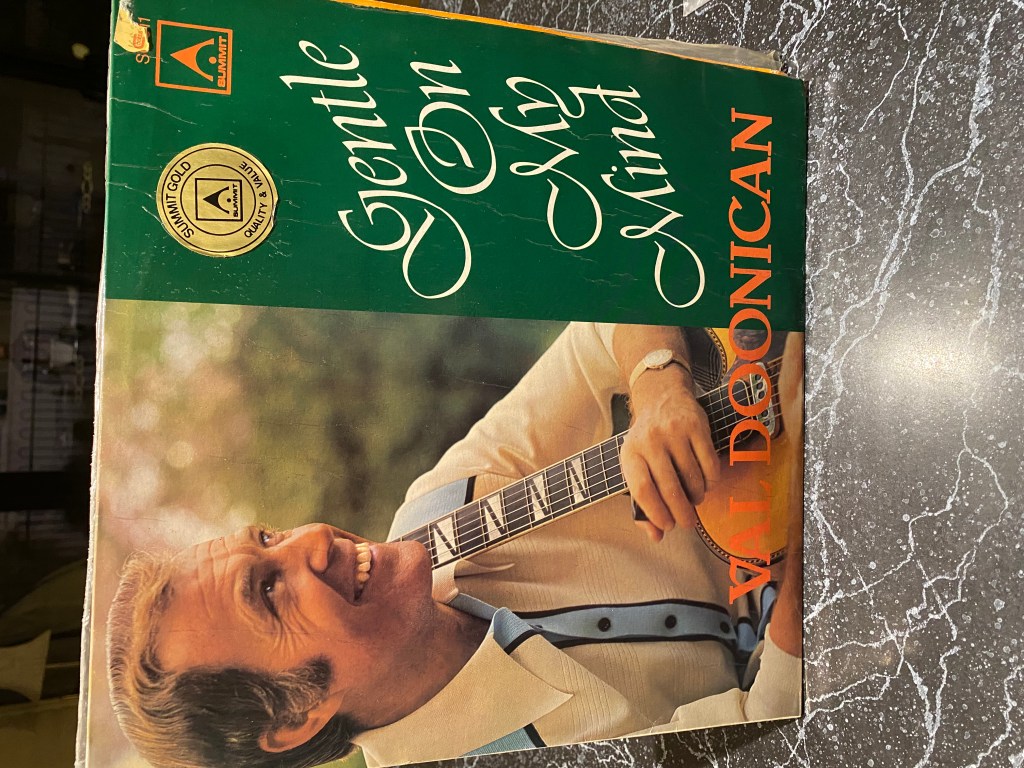 SUMMIT
SUMMIT GOLD
SUMMIT
QUALITY & VALUE
Gentle
On
My
Mind
VAL DOONICAN